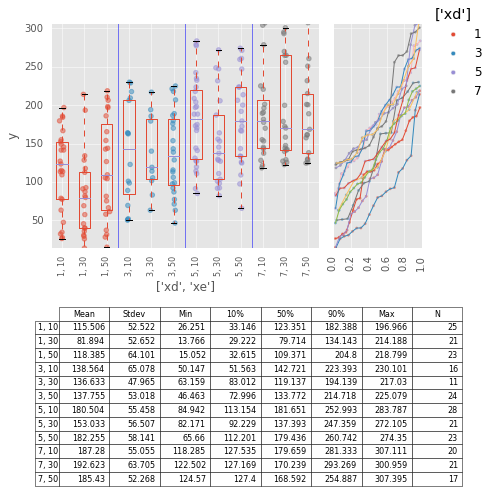 ['xd']
1
3
5
7
y
300
250
200
150
100
50
1, 10
1, 30
1, 50
3, 10
3, 30
3, 50
5, 10
5, 30
5, 50
7, 10
7, 30
7, 50
['xd', 'xe']
0.0
0.2
0.4
0.6
0.8
1.0
Mean Stdev Min 10% 50% 90% Max N
1, 10 115.506 52.522 26.251 33.146 123.351 182.388 196.966 25
1, 30 81.894 52.652 13.766 29.222 79.714 134.143 214.188 21
1, 50 118.385 64.101 15.052 32.615 109.371 204.8 218.799 23
3, 10 138.564 65.078 50.147 51.563 142.721 223.393 230.101 16
3, 30 136.633 47.965 63.159 83.012 119.137 194.139 217.03 11
3, 50 137.755 53.018 46.463 72.996 133.772 214.718 225.079 24
5, 10 180.504 55.458 84.942 113.154 181.651 252.993 283.787 28
5, 30 153.033 56.507 82.171 92.229 137.393 247.359 272.105 21
5, 50 182.255 58.141 65.66 112.201 179.436 260.742 274.35 23
7, 10 187.28 55.055 118.285 127.535 179.659 281.333 307.111 20
7, 30 192.623 63.705 122.502 127.169 170.239 293.269 300.959 21
7, 50 185.43 52.268 124.57 127.4 168.592 254.887 307.395 17